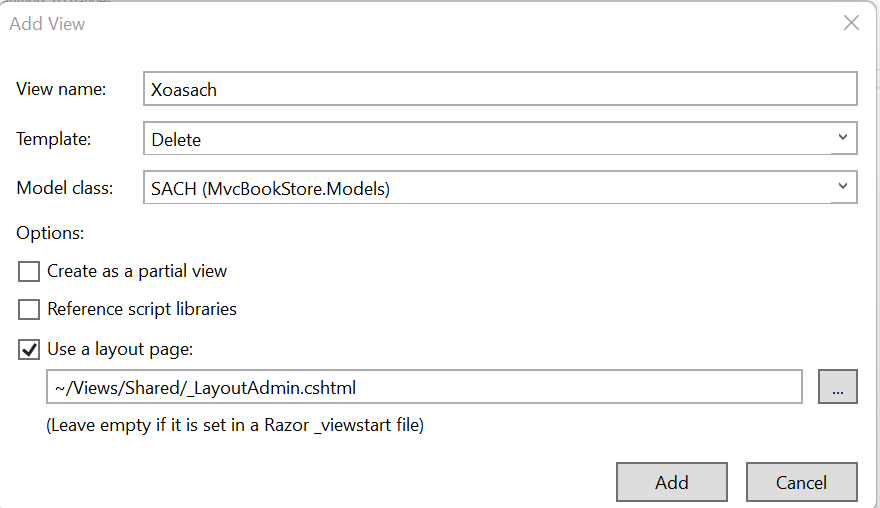 Add View
View name: Xoasach
Template: Delete
Model class: SACH (MvcBookStore.Models)
Options:
Create as a partial view
Reference script libraries
Use a layout page:
~/Views/Shared/_LayoutAdmin.cshtml ...
(Leave empty if it is set in a Razor _viewstart file)
Add Cancel